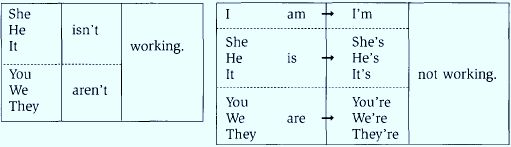 She
He
It
isn't
You
We
They
aren't
working.
I am → I'm
She
He
It
is →
She's
He's
It's
You
We
They
are →
You're
We're
They're
not working.